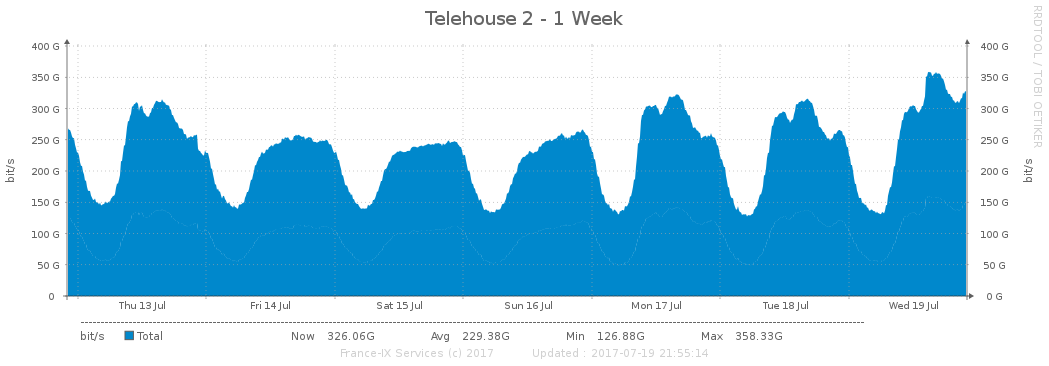 Telehouse 2 - 1 Week
RRDTOOL / TOBI OETIKER
400 G 400 G
350 G 350 G
300 G 300 G
250 G 250 G
200 G 200 G
150 G 150 G
100 G 100 G
50 G 50 G
0 0 G
bit/s
bit/s
Thu 13 Jul Fri 14 Jul Sat 15 Jul Sun 16 Jul Mon 17 Jul Tue 18 Jul Wed 19 Jul
bit/s Total Now 326.06G Avg 229.38G Min 126.88G Max 358.33G
France-IX Services (c) 2017 Updated : 2017-07-19 21:55:14